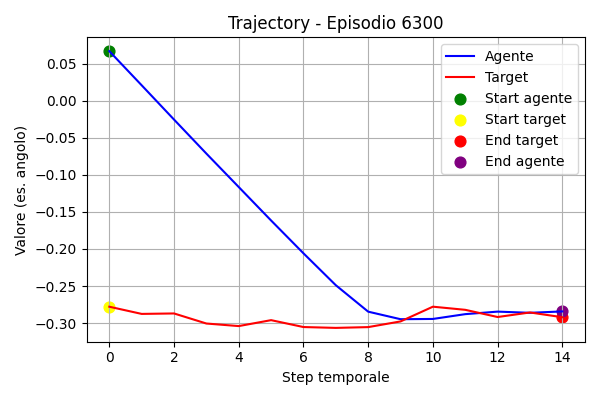 Trajectory - Episodio 6300
Agente
Target
Start agente
Start target
End target
End agente
Valore (es. angolo)
0.05
0.00
−0.05
−0.10
−0.15
−0.20
−0.25
−0.30
0 2 4 6 8 10 12 14
Step temporale